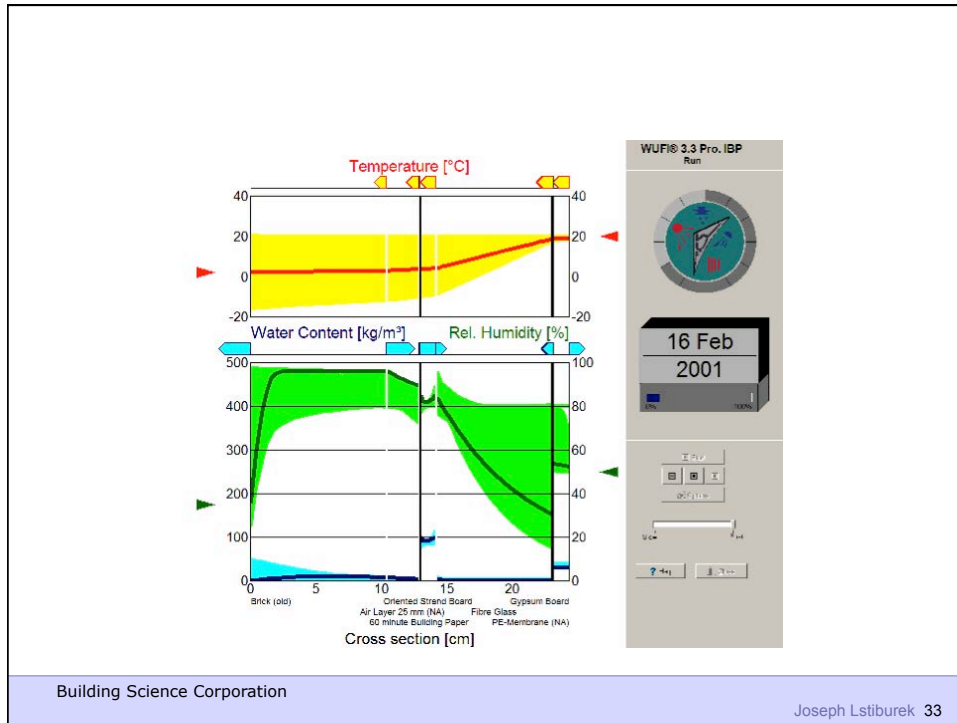 WUFI® 3.3 Pro. IBP
Run
Temperature [°C]
40 40
20 20
0 0
-20 -20
Water Content [kg/m³] Rel. Humidity [%]
500 100
400 80
300 60
200 40
100 20
0 0
0 5 10 15 20
Brick (old) Oriented Strand Board Gypsum Board
Air Layer 25 mm (NA) Fibre Glass
60 minute Building Paper PE-Membrane (NA)
Cross section [cm]
16 Feb
2001
0% 100%
Building Science Corporation
Joseph Lstiburek 33